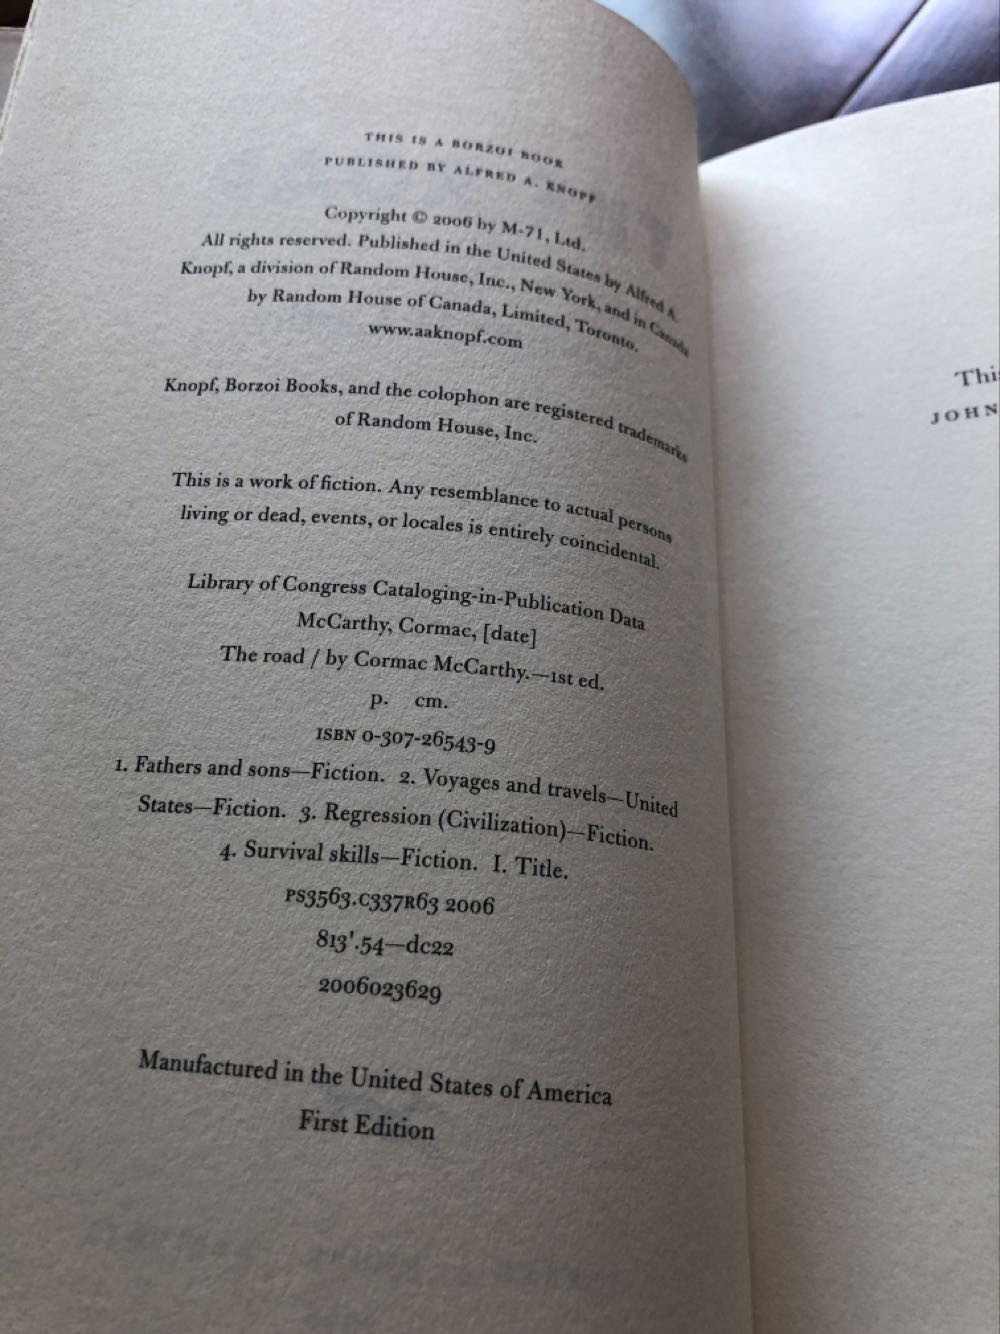 THIS IS A BORZOI BOOK
PUBLISHED BY ALFRED A. KNOPF
Copyright © 2006 by M-71, Ltd.
All rights reserved. Published in the United States by Alfred A.
Knopf, a division of Random House, Inc., New York, and in Canada
by Random House of Canada, Limited, Toronto.
www.aaknopf.com
Knopf, Borzoi Books, and the colophon are registered trademarks
of Random House, Inc.
This is a work of fiction. Any resemblance to actual persons
living or dead, events, or locales is entirely coincidental.
Library of Congress Cataloging-in-Publication Data
McCarthy, Cormac, [date]
The road / by Cormac McCarthy.—1st ed.
p. cm.
ISBN 0-307-26543-9
1. Fathers and sons—Fiction. 2. Voyages and travels—United
States—Fiction. 3. Regression (Civilization)—Fiction.
4. Survival skills—Fiction. I. Title.
PS3563.C337R63 2006
813'.54—dc22
2006023629
Manufactured in the United States of America
First Edition
This
JOHN